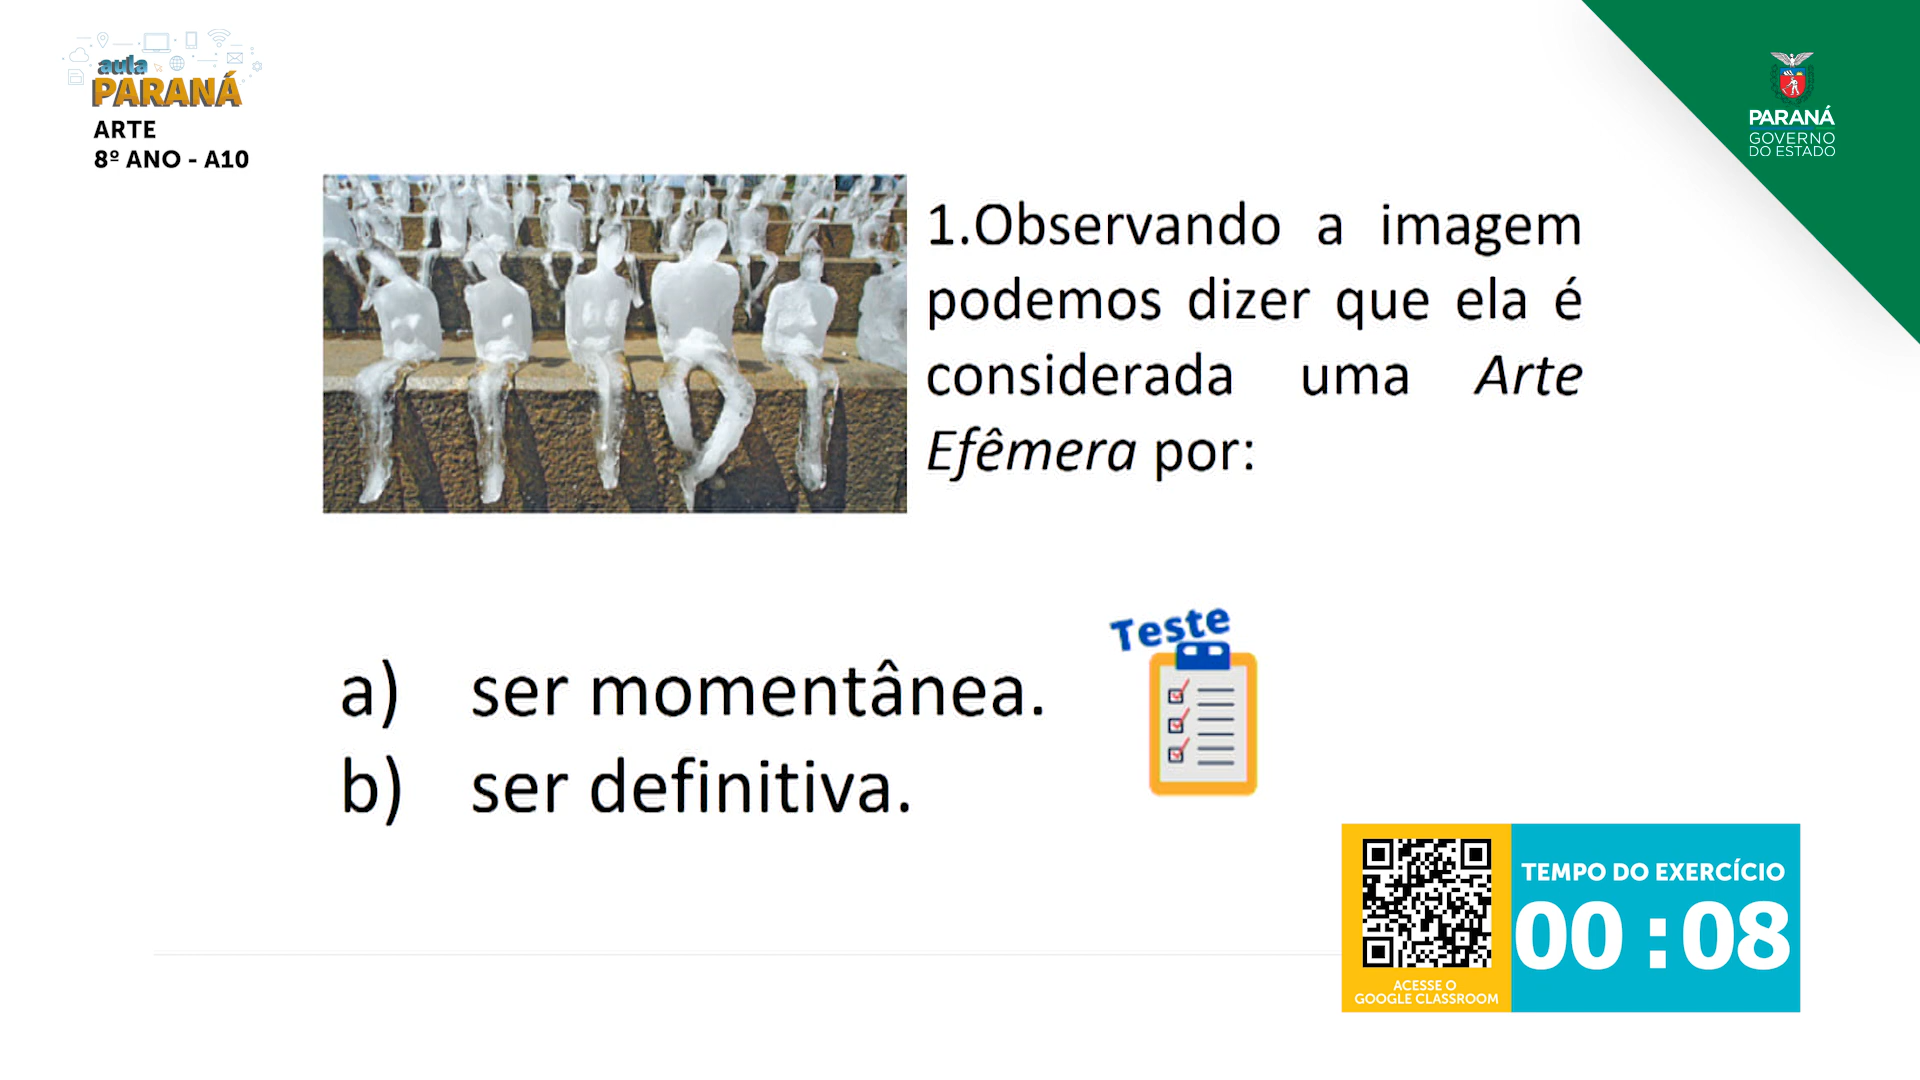 aula
PARANÁ
ARTE
8º ANO - A10
PARANÁ
GOVERNO
DO ESTADO
1.Observando a imagem
podemos dizer que ela é
considerada uma Arte
Efêmera por:
Teste
a) ser momentânea.
b) ser definitiva.
TEMPO DO EXERCÍCIO
00:08
ACESSE O
GOOGLE CLASSROOM